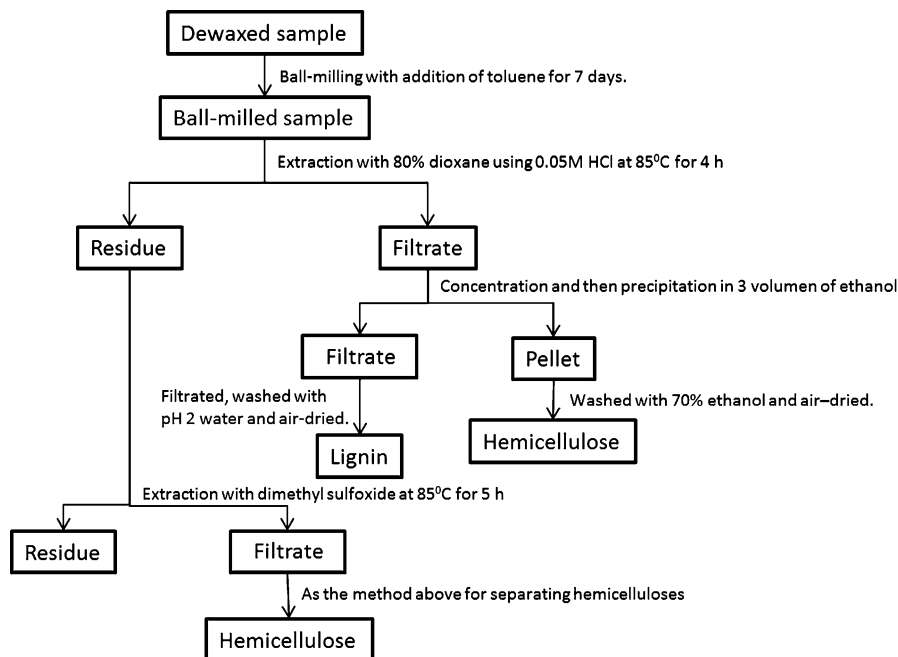 Dewaxed sample
Ball-milling with addition of toluene for 7 days.
Ball-milled sample
Extraction with 80% dioxane using 0.05M HCl at 85⁰C for 4 h
Residue
Filtrate
Concentration and then precipitation in 3 volumen of ethanol
Filtrate
Pellet
Filtrated, washed with
pH 2 water and air-dried.
Washed with 70% ethanol and air–dried.
Lignin
Hemicellulose
Extraction with dimethyl sulfoxide at 85⁰C for 5 h
Residue
Filtrate
As the method above for separating hemicelluloses
Hemicellulose